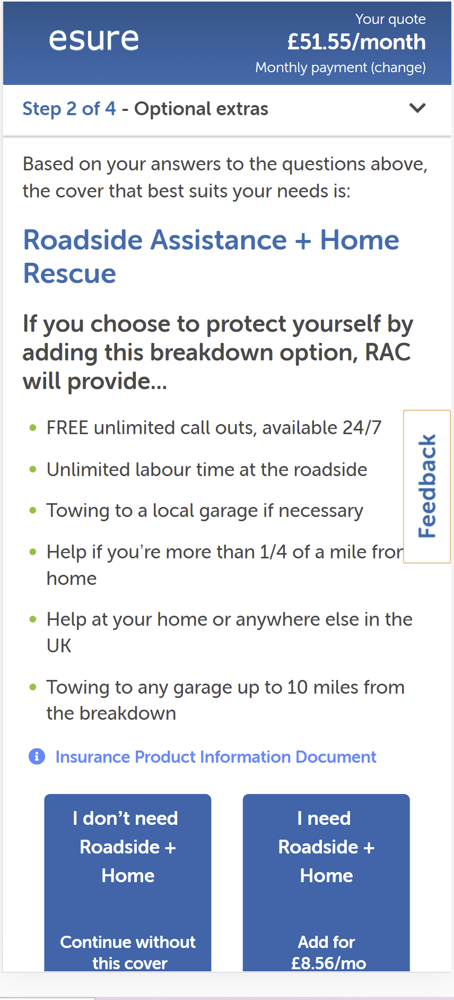 esure
Your quote
£51.55/month
Monthly payment (change)
Step 2 of 4 - Optional extras
Based on your answers to the questions above,
the cover that best suits your needs is:
Roadside Assistance + Home
Rescue
If you choose to protect yourself by
adding this breakdown option, RAC
will provide...
FREE unlimited call outs, available 24/7
Unlimited labour time at the roadside
Towing to a local garage if necessary
Help if you’re more than 1/4 of a mile
home
Help at your home or anywhere else in the
UK
Towing to any garage up to 10 miles from
the breakdown
Feedback
Insurance Product Information Document
I don’t need
Roadside +
Home
Continue without
this cover
I need
Roadside +
Home
Add for
£8.56/mo